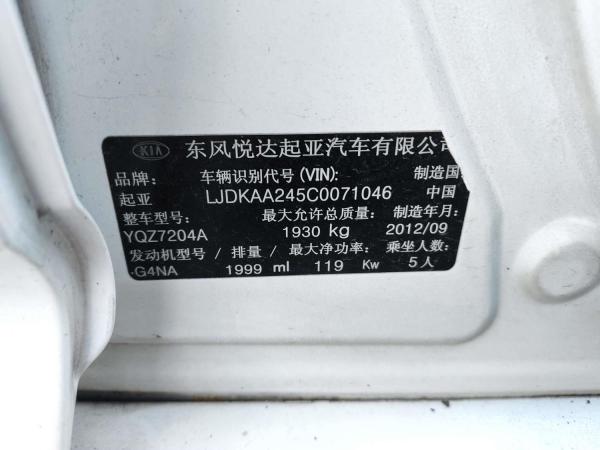 KIA 东风悦达起亚汽车有限公司
品牌: 车辆识别代号(VIN): 制造国
起亚 LJDKAA245C0071046 中国
整车型号: 最大允许总质量: 制造年月:
YQZ7204A 1930 kg 2012/09
发动机型号 / 排量 / 最大净功率: 乘坐人数:
G4NA 1999 ml 119 Kw 5人